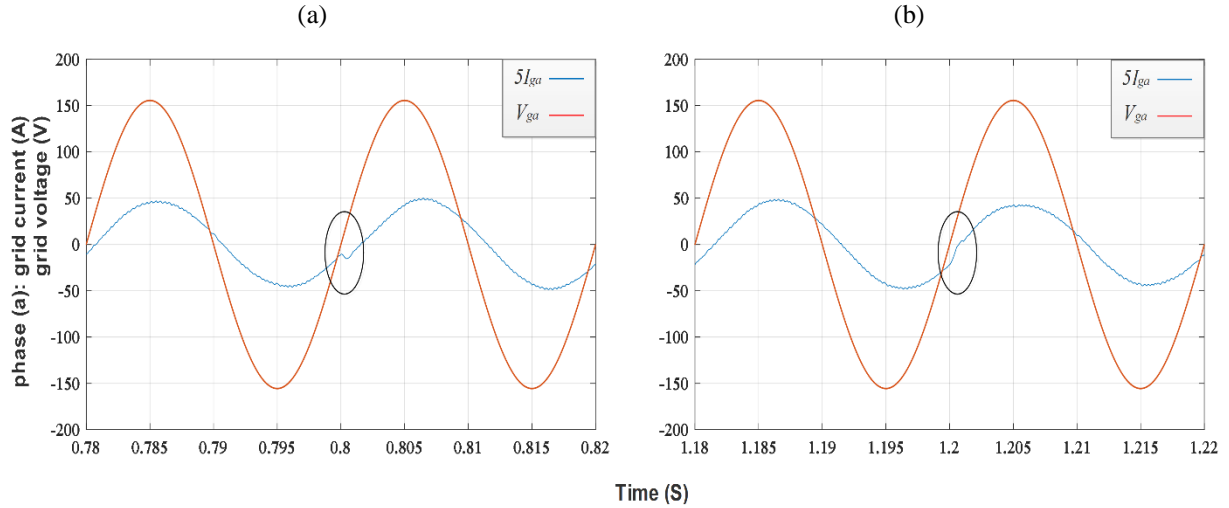 (a)
(b)
phase (a): grid current (A)
grid voltage (V)
200
150
100
50
0
-50
-100
-150
-200
0.78 0.785 0.79 0.795 0.8 0.805 0.81 0.815 0.82
5Iga
Vga
200
150
100
50
0
-50
-100
-150
-200
1.18 1.185 1.19 1.195 1.2 1.205 1.21 1.215 1.22
5Iga
Vga
Time (S)